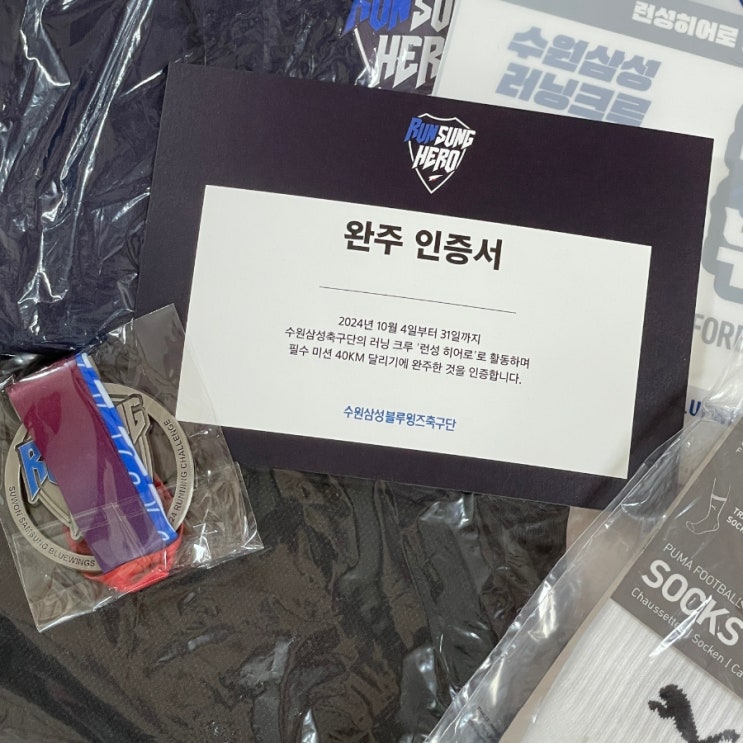 RUNSUNG
HERO
런성히어로
수원삼성
러닝크루
RUNSUNG
HERO
완주 인증서
2024년 10월 4일부터 31일까지
수원삼성축구단의 러닝 크루 '런성 히어로'로 활동하며
필수 미션 40KM 달리기에 완주한 것을 인증합니다.
수원삼성블루윙즈축구단
RUNSUNG
SUWON SAMSUNG BLUEWINGS
RUNNING CHALLENGE
PUMA FOOTBALL
SOCKS
Chaussettes | Socken |